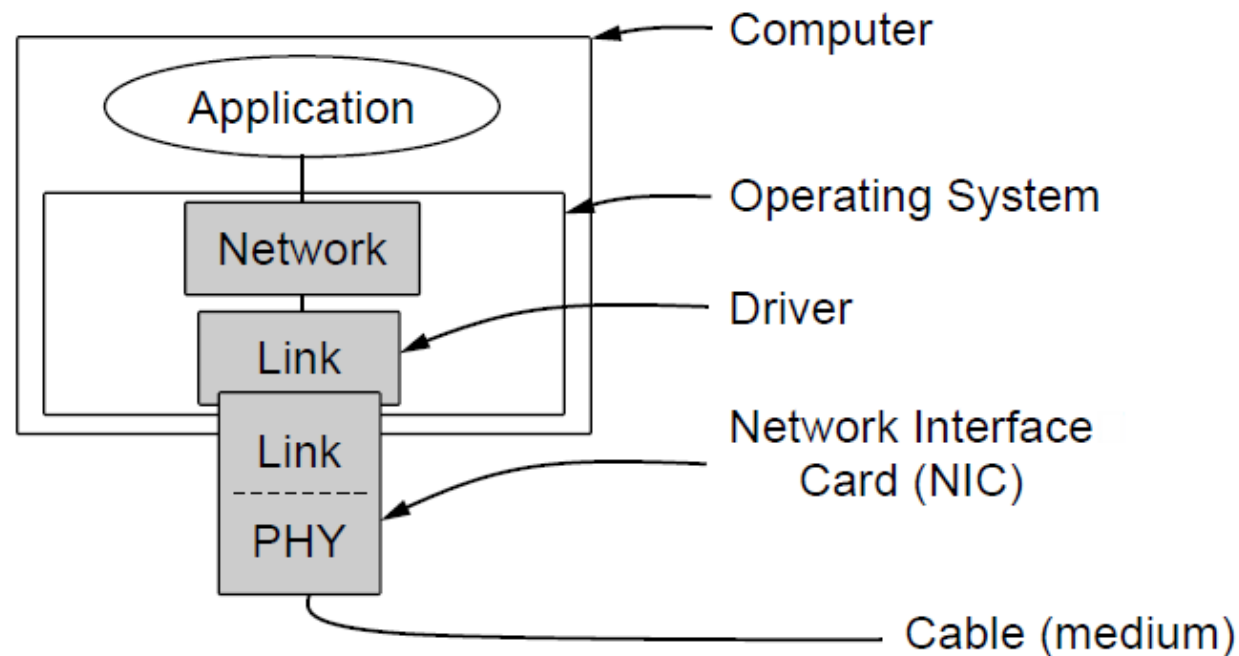 Computer
Application
Operating System
Network
Driver
Link
Network Interface
Card (NIC)
Link
PHY
Cable (medium)